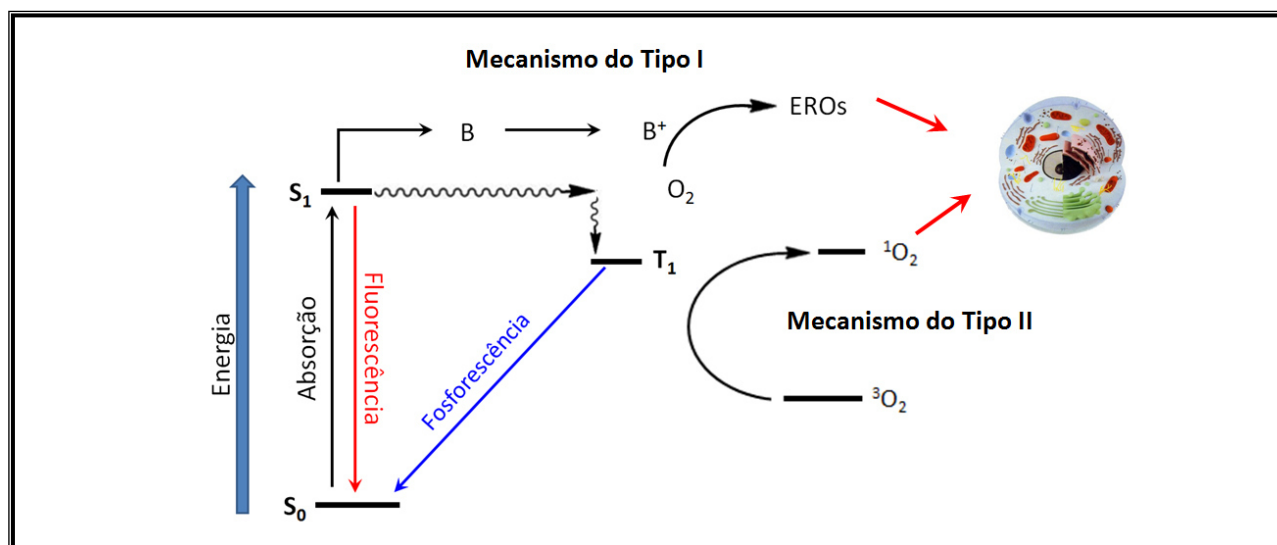 Mecanismo do Tipo I
B
B⁺
EROs
O₂
S₁
T₁
¹O₂
Mecanismo do Tipo II
³O₂
S₀
Energia
Absorção
Fluorescência
Fosforescência